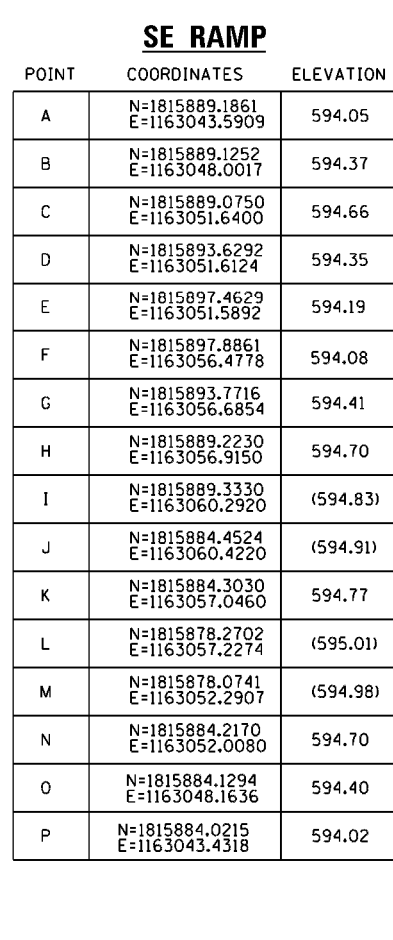 SE RAMP
POINT COORDINATES ELEVATION
A N=1815889.1861 594.05
E=1163043.5909
B N=1815889.1252 594.37
E=1163048.0017
C N=1815889.0750 594.66
E=1163051.6400
D N=1815893.6292 594.35
E=1163051.6124
E N=1815897.4629 594.19
E=1163051.5892
F N=1815897.8861 594.08
E=1163056.4778
G N=1815893.7716 594.41
E=1163056.6854
H N=1815889.2230 594.70
E=1163056.9150
I N=1815889.3330 (594.83)
E=1163060.2920
J N=1815884.4524 (594.91)
E=1163060.4220
K N=1815884.3030 594.77
E=1163057.0460
L N=1815878.2702 (595.01)
E=1163057.2274
M N=1815878.0741 (594.98)
E=1163052.2907
N N=1815884.2170 594.70
E=1163052.0080
O N=1815884.1294 594.40
E=1163048.1636
P N=1815884.0215 594.02
E=1163043.4318